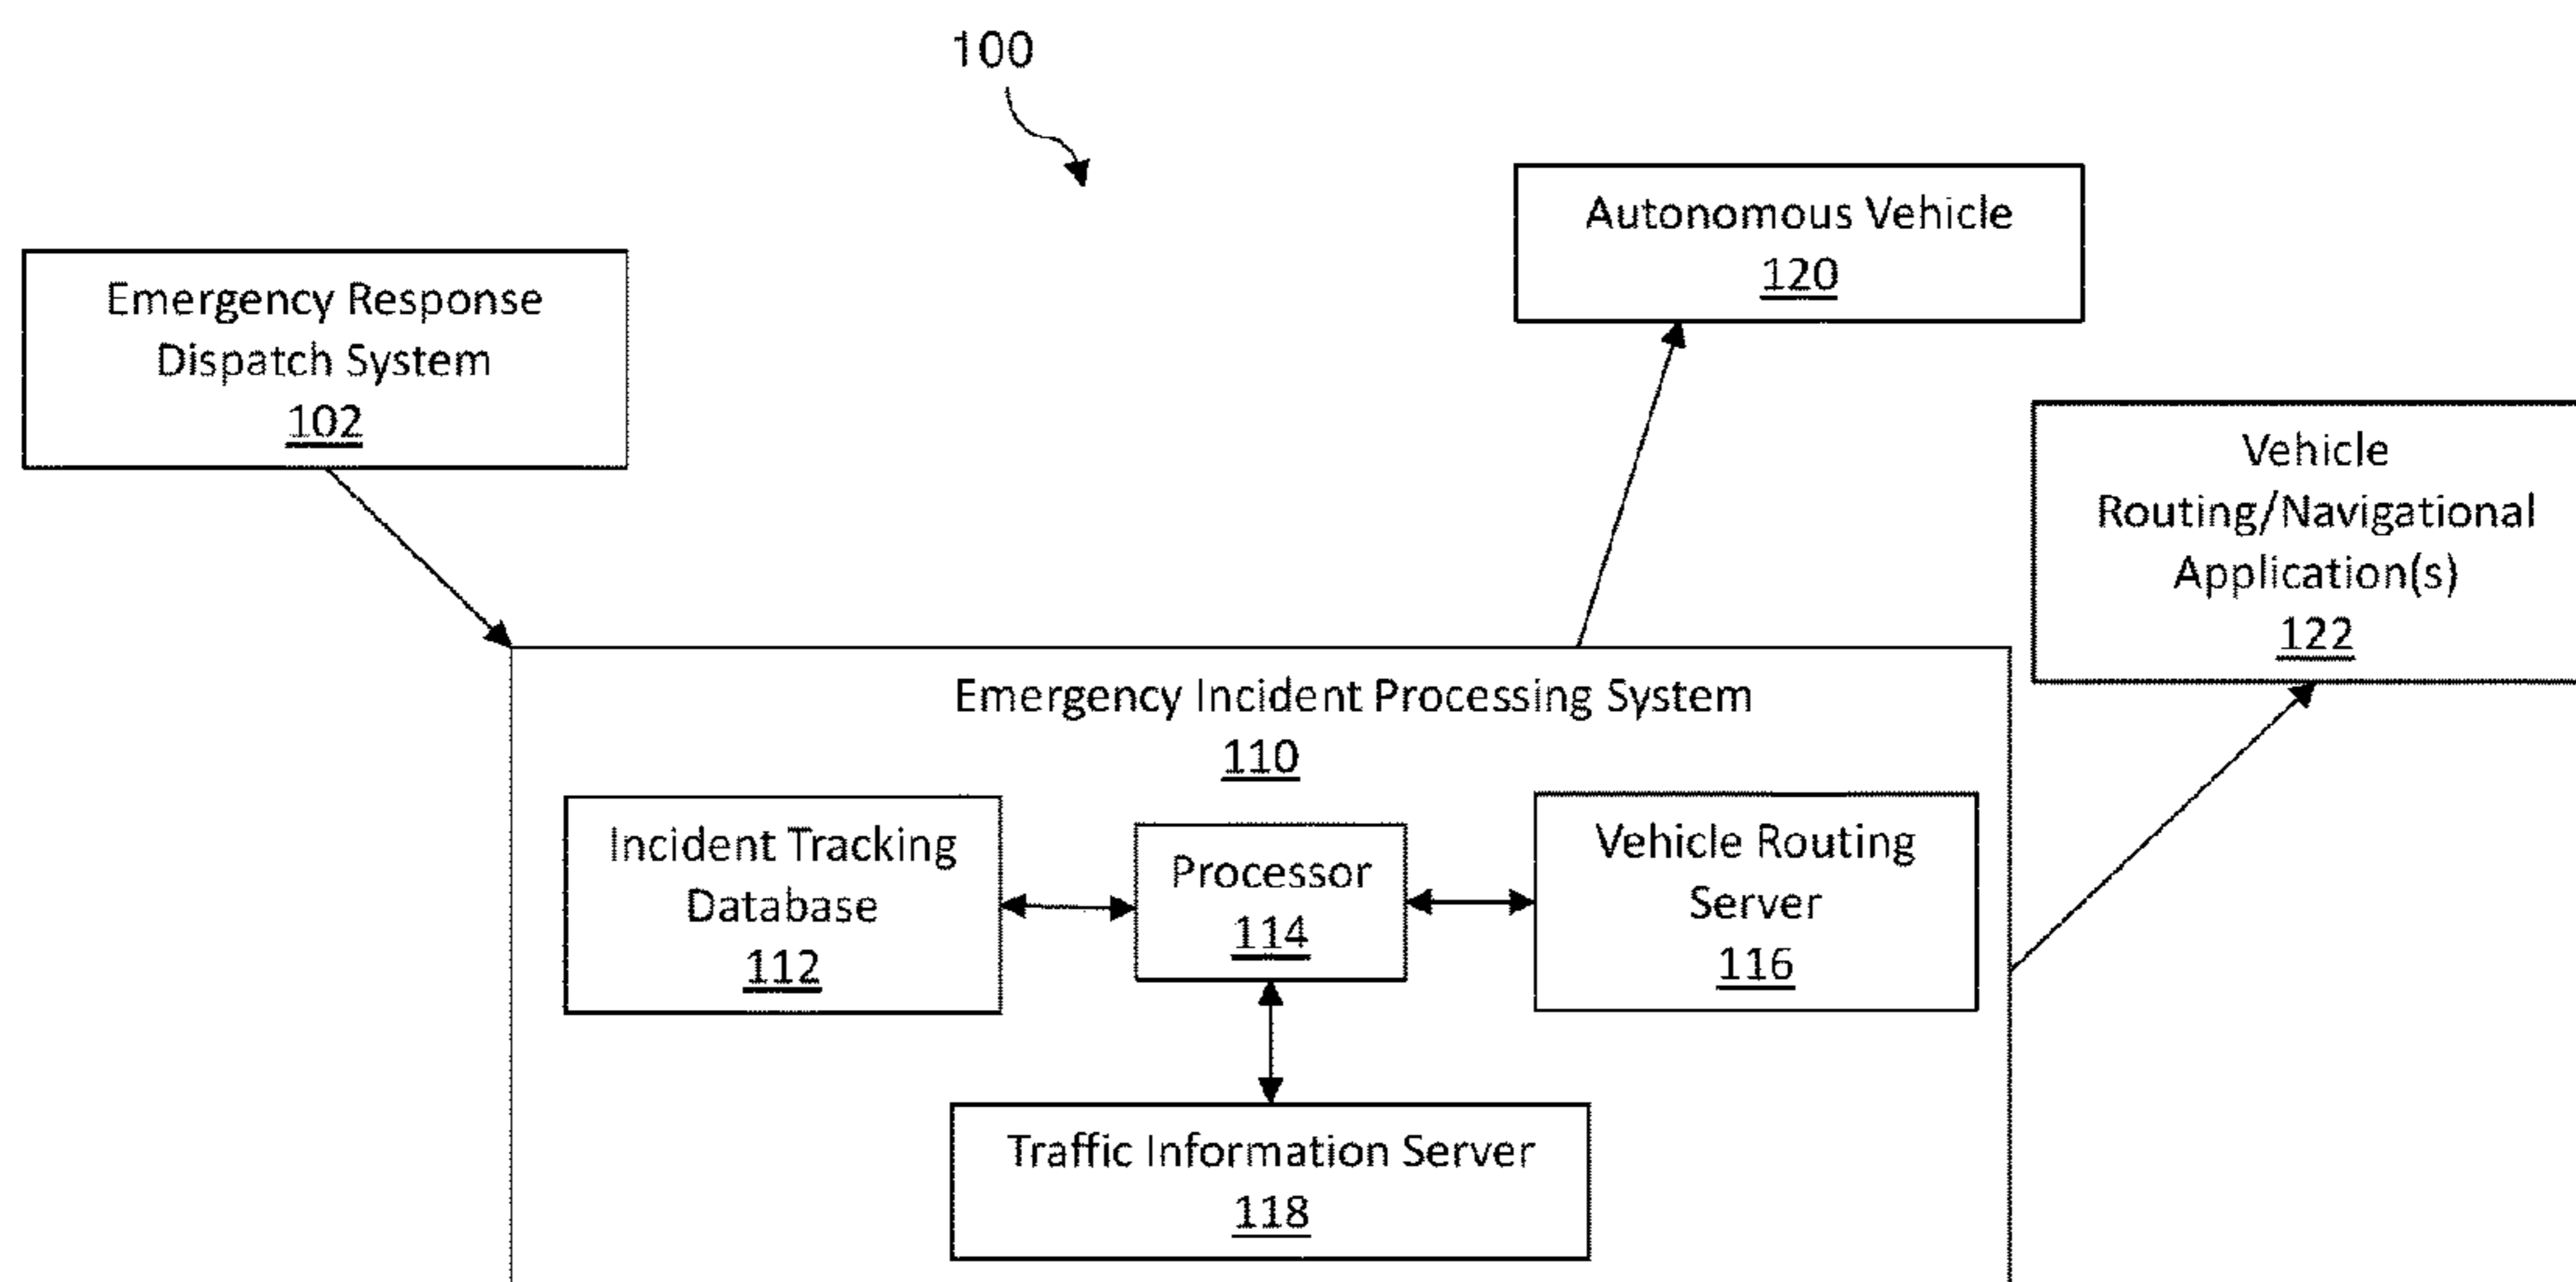 100
Autonomous Vehicle
120
Emergency Response
Dispatch System
102
Vehicle
Routing/Navigational
Application(s)
122
Emergency Incident Processing System
110
Incident Tracking
Database
112
Processor
114
Vehicle Routing
Server
116
Traffic Information Server
118